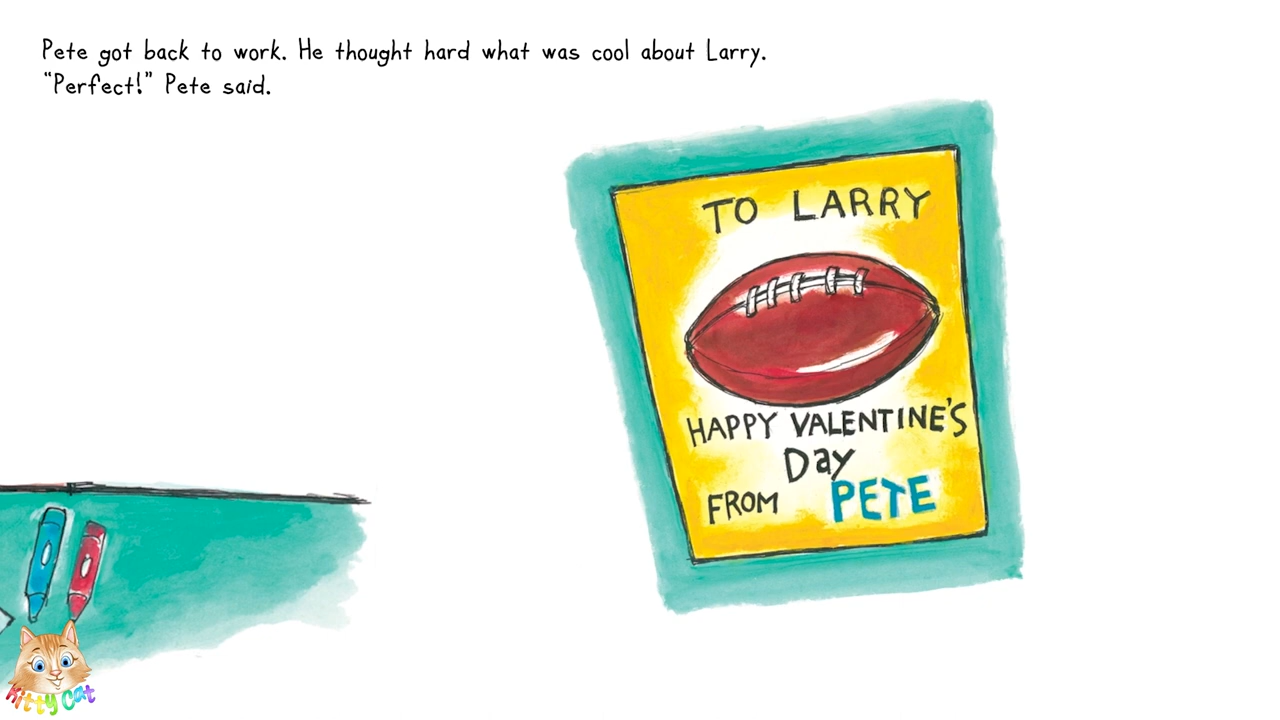 Pete got back to work. He thought hard what was cool about Larry.
"Perfect!" Pete said.
TO LARRY
HAPPY VALENTINE'S
Day
FROM PETE
Kitty Cat